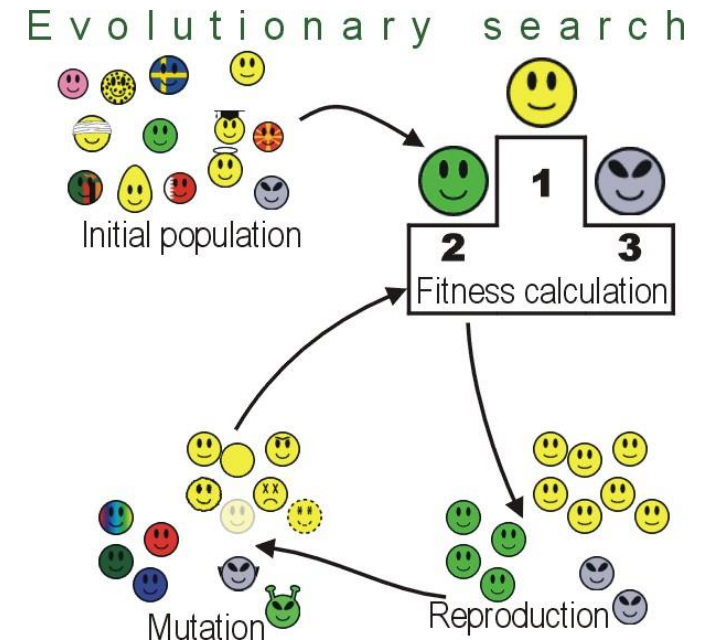 Evolutionary search
Initial population
1
2 3
Fitness calculation
Mutation
Reproduction